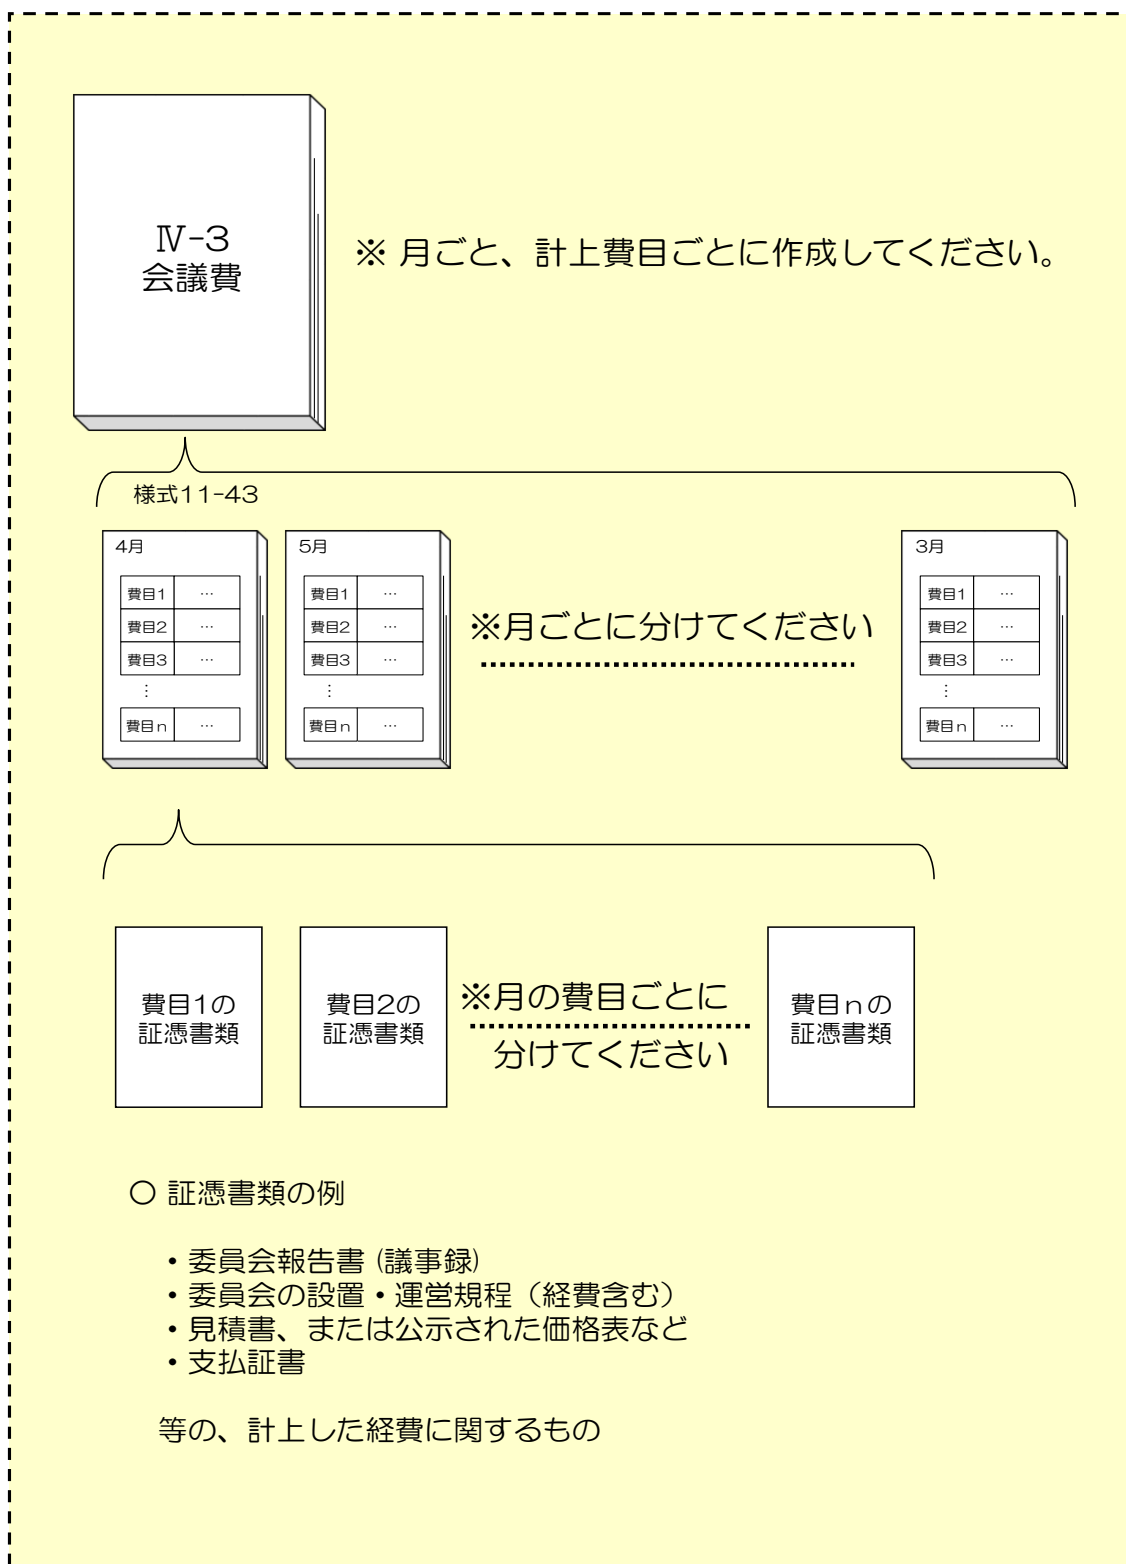 Ⅳ-3
会議費
※ 月ごと、計上費目ごとに作成してください。
様式11-43
4月
費目1 …
費目2 …
費目3 …
⋮
費目n …
5月
費目1 …
費目2 …
費目3 …
⋮
費目n …
※月ごとに分けてください
3月
費目1 …
費目2 …
費目3 …
⋮
費目n …
費目1の
証憑書類
費目2の
証憑書類
※月の費目ごとに
分けてください
費目nの
証憑書類
○ 証憑書類の例
・委員会報告書(議事録)
・委員会の設置・運営規程（経費含む）
・見積書、または公示された価格表など
・支払証書
等の、計上した経費に関するもの